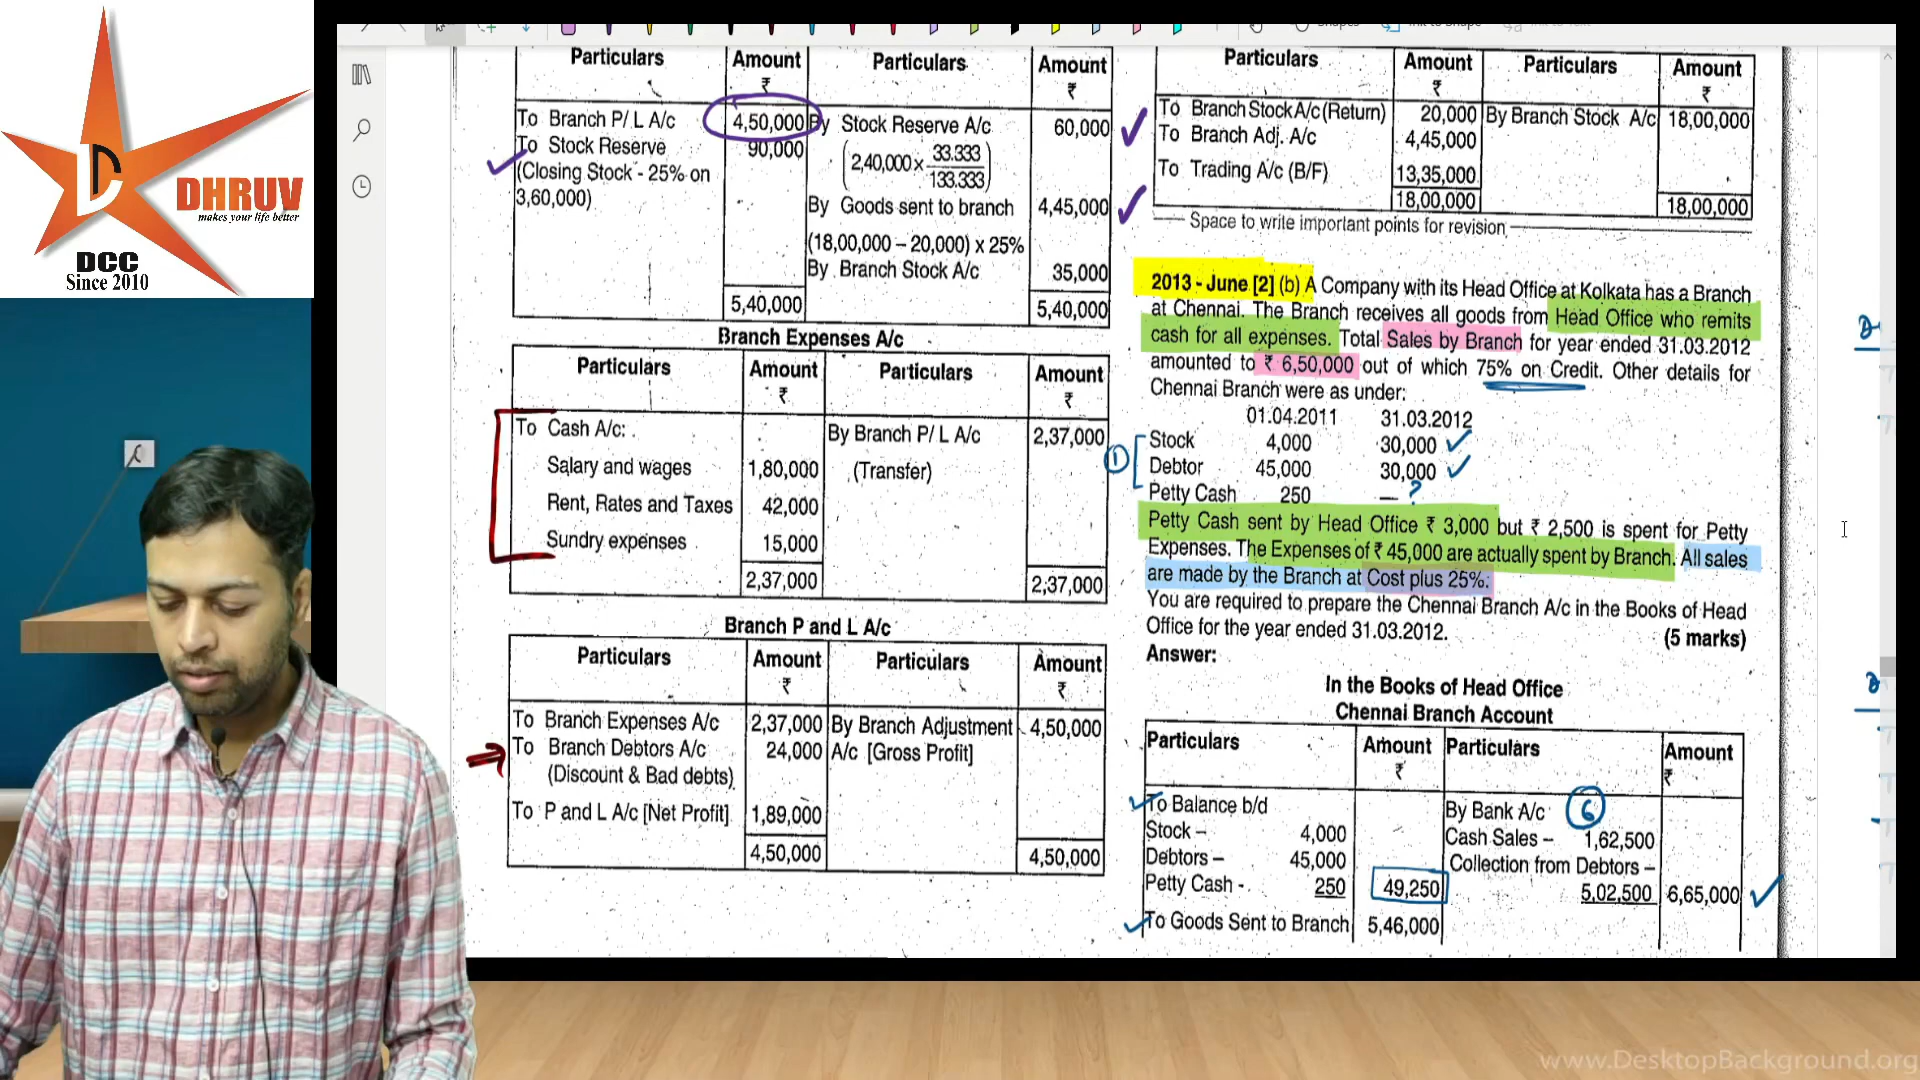 DHRUV
makes your life better
DCC
Since 2010
Particulars Amount Particulars Amount
₹ ₹
To Branch P/ L A/c 4,50,000 By Stock Reserve A/c 60,000
To Stock Reserve 90,000 (2,40,000 × 33.333 / 133.333)
(Closing Stock - 25% on
3,60,000) By Goods sent to branch 4,45,000
(18,00,000 – 20,000) x 25%
By Branch Stock A/c 35,000
5,40,000 5,40,000
Branch Expenses A/c
Particulars Amount Particulars Amount
₹ ₹
To Cash A/c: By Branch P/ L A/c 2,37,000
Salary and wages 1,80,000 (Transfer)
Rent, Rates and Taxes 42,000
Sundry expenses 15,000
2,37,000 2,37,000
Branch P and L A/c
Particulars Amount Particulars Amount
₹ ₹
To Branch Expenses A/c 2,37,000 By Branch Adjustment 4,50,000
To Branch Debtors A/c 24,000 A/c [Gross Profit]
(Discount & Bad debts)
To P and L A/c [Net Profit] 1,89,000
4,50,000 4,50,000
Particulars Amount Particulars Amount
₹ ₹
To Branch Stock A/c (Return) 20,000 By Branch Stock A/c 18,00,000
To Branch Adj. A/c 4,45,000
To Trading A/c (B/F) 13,35,000
18,00,000 18,00,000
Space to write important points for revision
2013 - June [2] (b) A Company with its Head Office at Kolkata has a Branch
at Chennai. The Branch receives all goods from Head Office who remits
cash for all expenses. Total Sales by Branch for year ended 31.03.2012
amounted to ₹ 6,50,000 out of which 75% on Credit. Other details for
Chennai Branch were as under:
01.04.2011 31.03.2012
Stock 4,000 30,000
1
Debtor 45,000 30,000
Petty Cash 250 — ?
Petty Cash sent by Head Office ₹ 3,000 but ₹ 2,500 is spent for Petty
Expenses. The Expenses of ₹ 45,000 are actually spent by Branch. All sales
are made by the Branch at Cost plus 25%.
You are required to prepare the Chennai Branch A/c in the Books of Head
Office for the year ended 31.03.2012. (5 marks)
Answer:
In the Books of Head Office
Chennai Branch Account
Particulars Amount Particulars Amount
₹ ₹
To Balance b/d By Bank A/c 6
Stock – 4,000 Cash Sales – 1,62,500
Debtors – 45,000 Collection from Debtors –
Petty Cash - 250 49,250 5,02,500 6,65,000
To Goods Sent to Branch 5,46,000
www.DesktopBackground.org